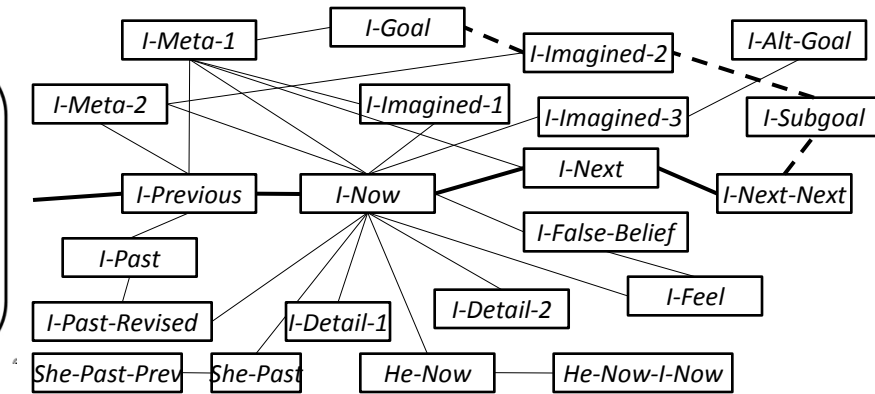 I-Meta-1
I-Goal
I-Imagined-2
I-Alt-Goal
I-Meta-2
I-Imagined-1
I-Imagined-3
I-Subgoal
I-Next
I-Previous
I-Now
I-Next-Next
I-False-Belief
I-Past
I-Feel
I-Past-Revised
I-Detail-1
I-Detail-2
She-Past-Prev
She-Past
He-Now
He-Now-I-Now